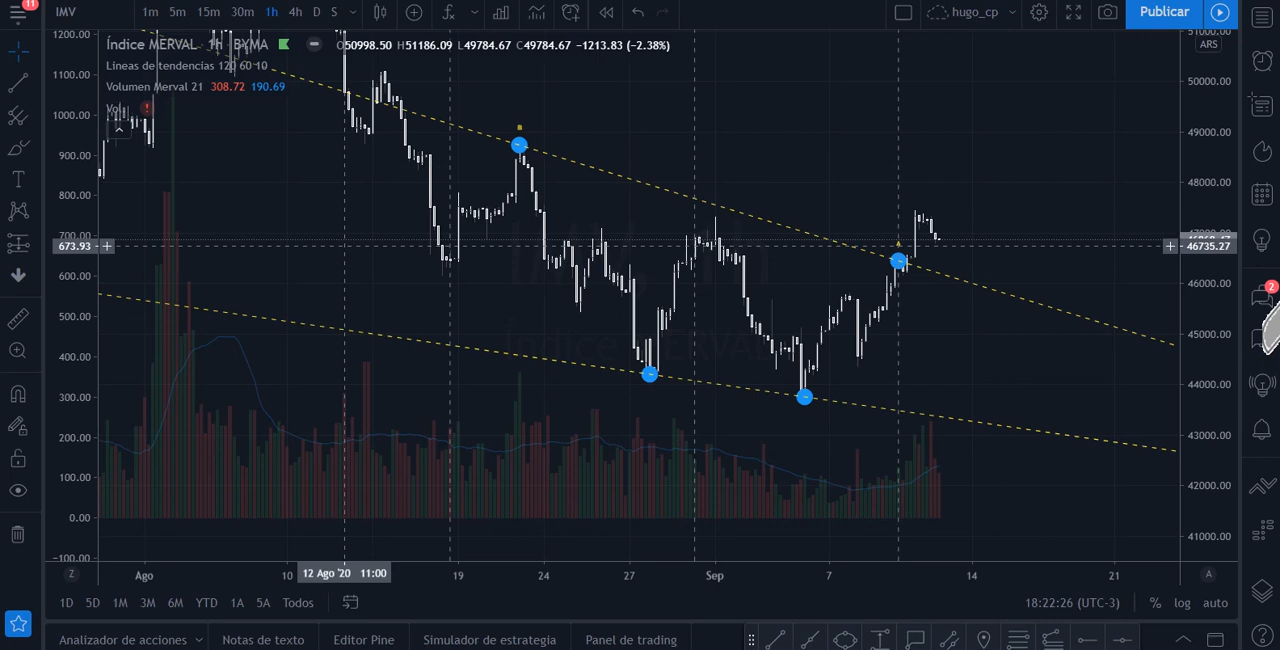 11
IMV
1m 5m 15m 30m 1h 4h D S
hugo_cp
Publicar
Índice MERVAL 1h BYMA
O50998.50 H51186.09 L49784.67 C49784.67 −1213.83 (−2.38%)
Líneas de tendencias 120 60 10
Volumen Merval 21 308.72 190.69
Vol
!
ARS
1200.00
1100.00
1000.00
900.00
800.00
700.00
673.93
600.00
500.00
400.00
300.00
200.00
100.00
0.00
−100.00
B
A
51000.00
50000.00
49000.00
48000.00
46735.27
46000.00
45000.00
44000.00
43000.00
42000.00
41000.00
2
Z
Ago
10
12 Ago '20 11:00
19
24
27
Sep
7
14
21
A
1D 5D 1M 3M 6M YTD 1A 5A Todos
18:22:26 (UTC-3)
% log auto
Analizador de acciones
Notas de texto
Editor Pine
Simulador de estrategia
Panel de trading